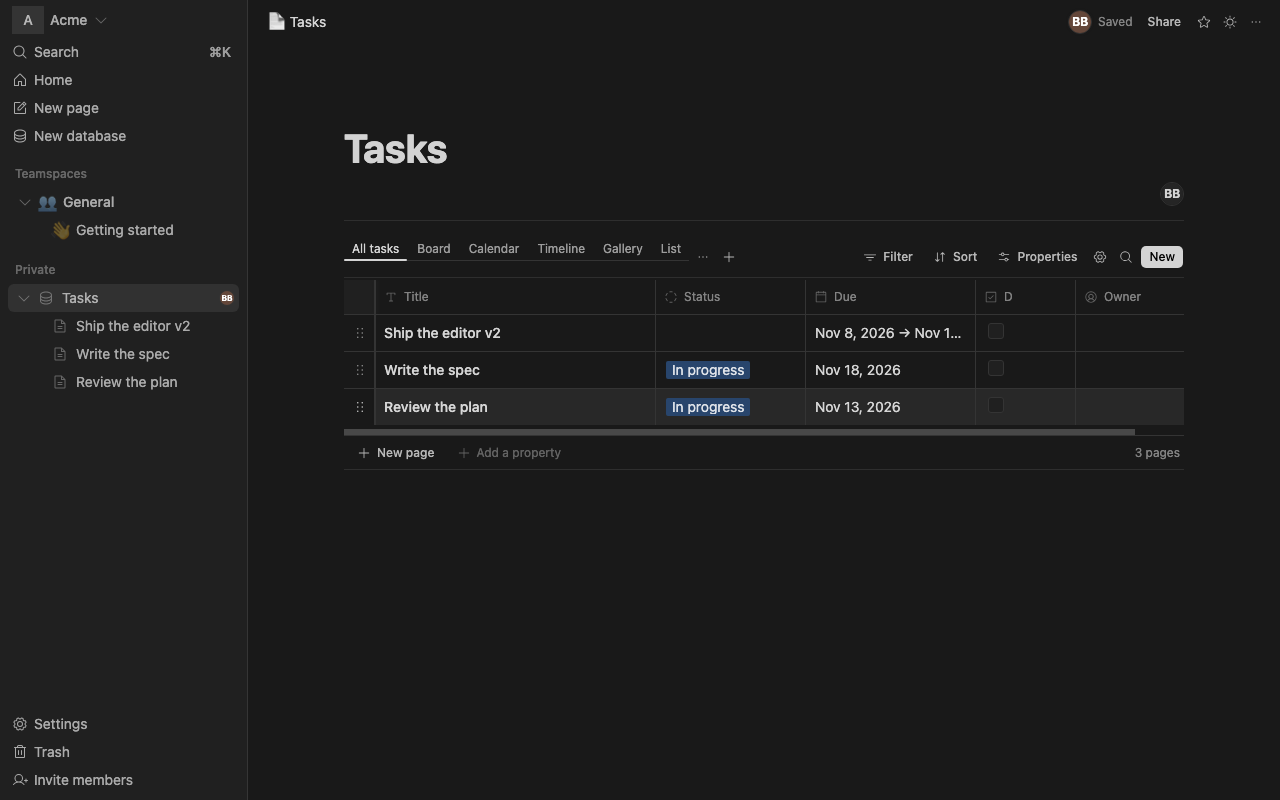 A Acme
Search ⌘K
Home
New page
New database
Teamspaces
General
Getting started
Private
Tasks BB
Ship the editor v2
Write the spec
Review the plan
Settings
Trash
Invite members
Tasks
BB Saved Share
Tasks
BB
All tasks Board Calendar Timeline Gallery List
Filter Sort Properties New
Title Status Due D Owner
Ship the editor v2 Nov 8, 2026 → Nov 1…
Write the spec In progress Nov 18, 2026
Review the plan In progress Nov 13, 2026
New page Add a property 3 pages